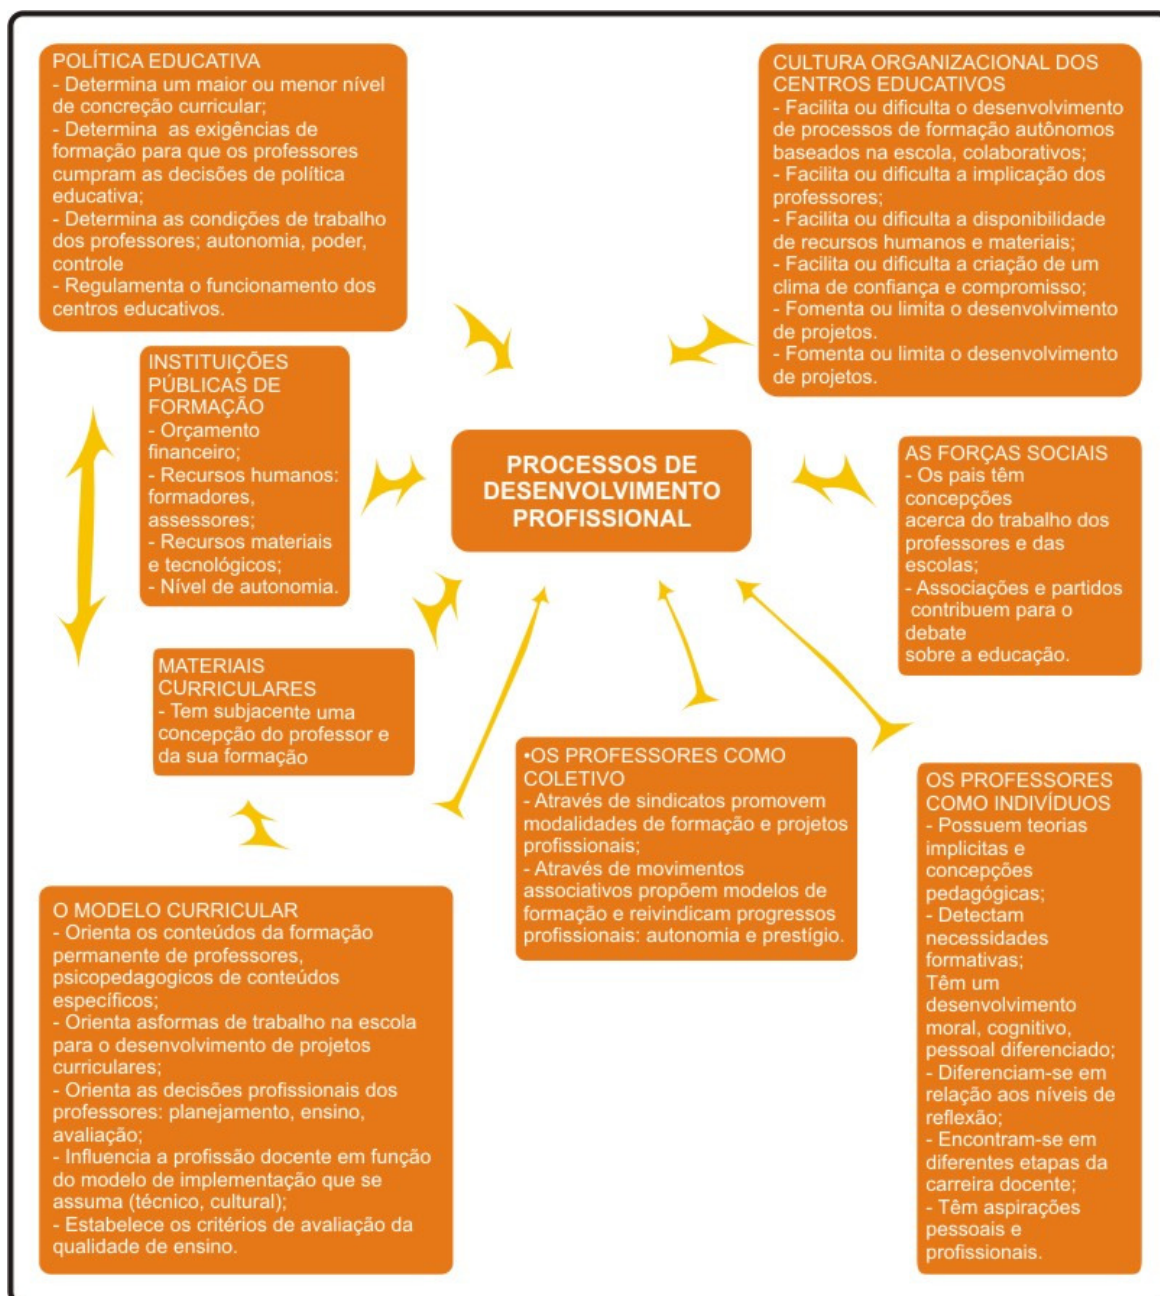 POLÍTICA EDUCATIVA
- Determina um maior ou menor nível
de concreção curricular;
- Determina as exigências de
formação para que os professores
cumpram as decisões de política
educativa;
- Determina as condições de trabalho
dos professores; autonomia, poder,
controle
- Regulamenta o funcionamento dos
centros educativos.
CULTURA ORGANIZACIONAL DOS
CENTROS EDUCATIVOS
- Facilita ou dificulta o desenvolvimento
de processos de formação autônomos
baseados na escola, colaborativos;
- Facilita ou dificulta a implicação dos
professores;
- Facilita ou dificulta a disponibilidade
de recursos humanos e materiais;
- Facilita ou dificulta a criação de um
clima de confiança e compromisso;
- Fomenta ou limita o desenvolvimento
de projetos.
- Fomenta ou limita o desenvolvimento
de projetos.
INSTITUIÇÕES
PÚBLICAS DE
FORMAÇÃO
- Orçamento
financeiro;
- Recursos humanos:
formadores,
assessores;
- Recursos materiais
e tecnológicos;
- Nível de autonomia.
PROCESSOS DE
DESENVOLVIMENTO
PROFISSIONAL
AS FORÇAS SOCIAIS
- Os pais têm
concepções
acerca do trabalho dos
professores e das
escolas;
- Associações e partidos
contribuem para o
debate
sobre a educação.
MATERIAIS
CURRICULARES
- Tem subjacente uma
concepção do professor e
da sua formação
•OS PROFESSORES COMO
COLETIVO
- Através de sindicatos promovem
modalidades de formação e projetos
profissionais;
- Através de movimentos
associativos propõem modelos de
formação e reivindicam progressos
profissionais: autonomia e prestígio.
OS PROFESSORES
COMO INDIVÍDUOS
- Possuem teorias
implicitas e
concepções
pedagógicas;
- Detectam
necessidades
formativas;
Têm um
desenvolvimento
moral, cognitivo,
pessoal diferenciado;
- Diferenciam-se em
relação aos níveis de
reflexão;
- Encontram-se em
diferentes etapas da
carreira docente;
- Têm aspirações
pessoais e
profissionais.
O MODELO CURRICULAR
- Orienta os conteúdos da formação
permanente de professores,
psicopedagogicos de conteúdos
específicos;
- Orienta asformas de trabalho na escola
para o desenvolvimento de projetos
curriculares;
- Orienta as decisões profissionais dos
professores: planejamento, ensino,
avaliação;
- Influencia a profissão docente em função
do modelo de implementação que se
assuma (técnico, cultural);
- Estabelece os critérios de avaliação da
qualidade de ensino.